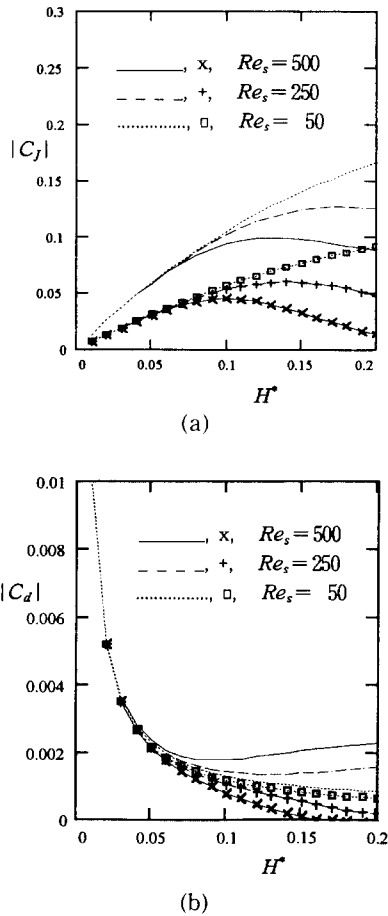 0.3
0.25
0.2
|C_J|
0.15
0.1
0.05
0
———, x, Re_s = 500
– – –, +, Re_s = 250
········, □, Re_s = 50
0 0.05 0.1 0.15 0.2
H*
(a)
0.01
0.008
|C_d|
0.006
0.004
0.002
0
———, x, Re_s = 500
– – –, +, Re_s = 250
········, □, Re_s = 50
0 0.05 0.1 0.15 0.2
H*
(b)